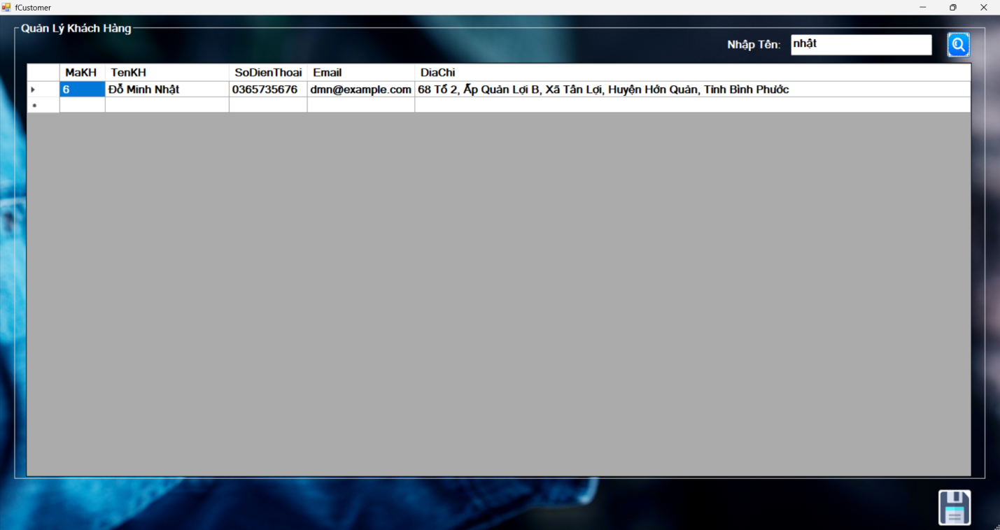 fCustomer
Quản Lý Khách Hàng
Nhập Tên: nhật
MaKH TenKH SoDienThoai Email DiaChi
6 Đỗ Minh Nhật 0365735676 dmn@example.com 68 Tổ 2, Ấp Quản Lợi B, Xã Tân Lợi, Huyện Hớn Quản, Tỉnh Bình Phước